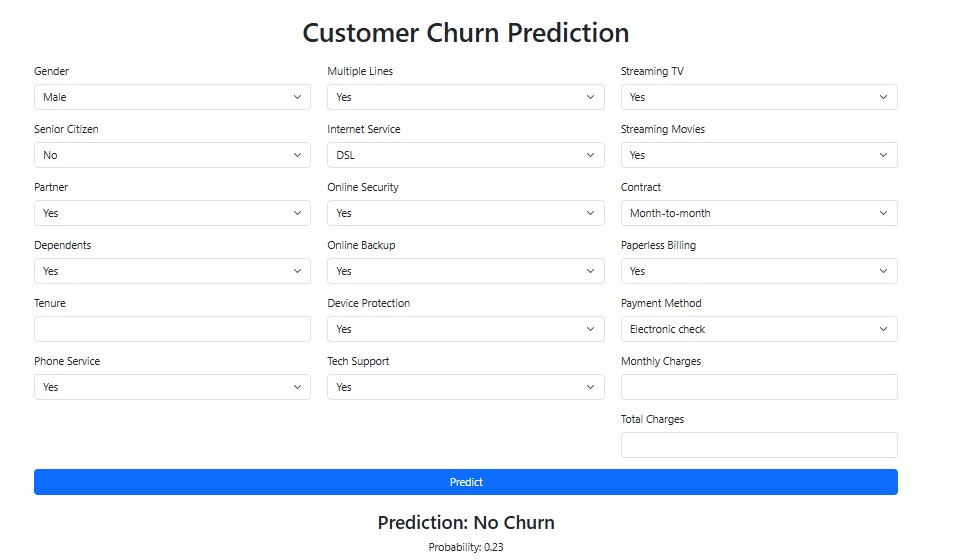 Customer Churn Prediction
Gender
Male
Senior Citizen
No
Partner
Yes
Dependents
Yes
Tenure
Phone Service
Yes
Multiple Lines
Yes
Internet Service
DSL
Online Security
Yes
Online Backup
Yes
Device Protection
Yes
Tech Support
Yes
Streaming TV
Yes
Streaming Movies
Yes
Contract
Month-to-month
Paperless Billing
Yes
Payment Method
Electronic check
Monthly Charges
Total Charges
Predict
Prediction: No Churn
Probability: 0.23